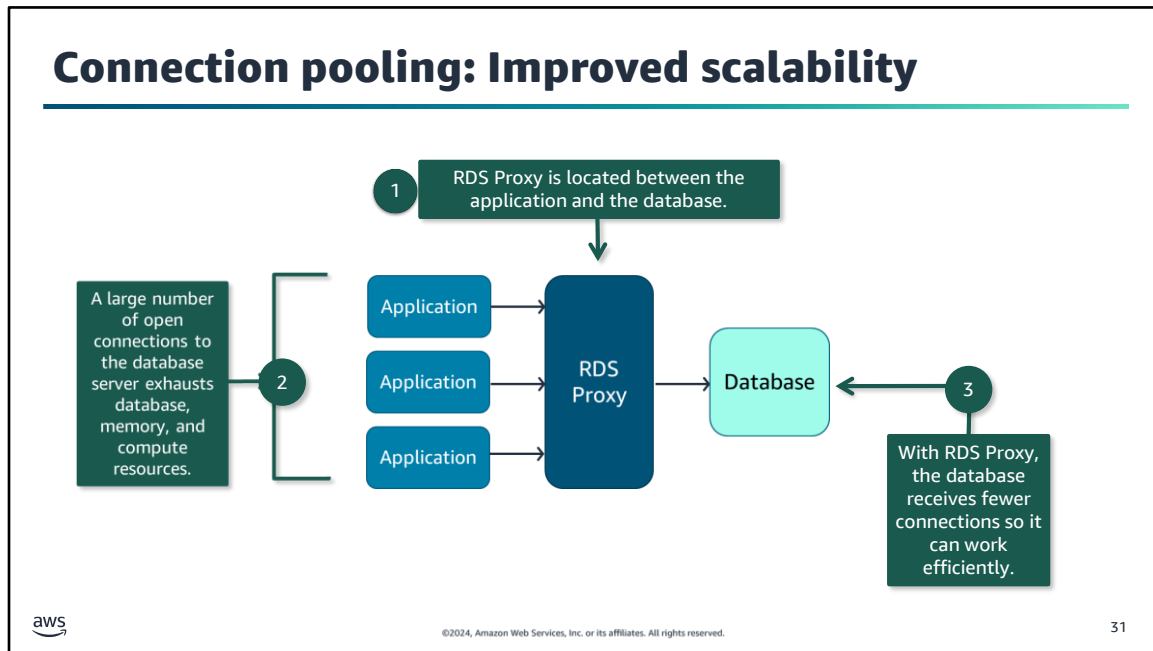 Connection pooling: Improved scalability
1
RDS Proxy is located between the
application and the database.
A large number
of open
connections to
the database
server exhausts
database,
memory, and
compute
resources.
2
Application
Application
Application
RDS
Proxy
Database
3
With RDS Proxy,
the database
receives fewer
connections so it
can work
efficiently.
aws
©2024, Amazon Web Services, Inc. or its affiliates. All rights reserved.
31